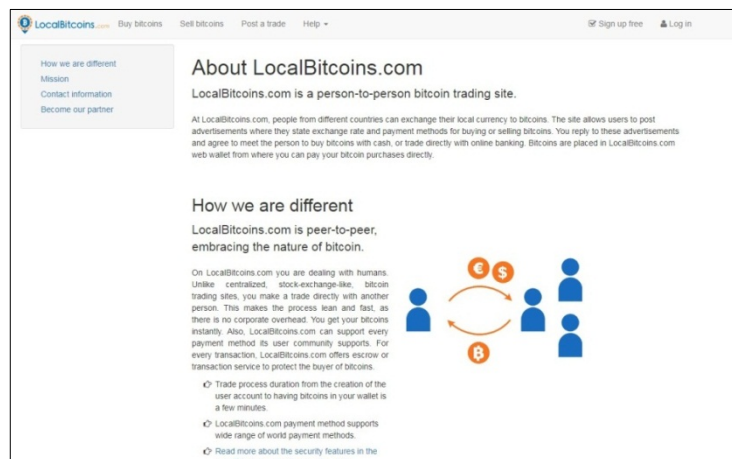 LocalBitcoins.com Buy bitcoins Sell bitcoins Post a trade Help Sign up free Log in
How we are different
Mission
Contact information
Become our partner
About LocalBitcoins.com
LocalBitcoins.com is a person-to-person bitcoin trading site.
At LocalBitcoins.com, people from different countries can exchange their local currency to bitcoins. The site allows users to post
advertisements where they state exchange rate and payment methods for buying or selling bitcoins. You reply to these advertisements
and agree to meet the person to buy bitcoins with cash, or trade directly with online banking. Bitcoins are placed in LocalBitcoins.com
web wallet from where you can pay your bitcoin purchases directly.
How we are different
LocalBitcoins.com is peer-to-peer,
embracing the nature of bitcoin.
On LocalBitcoins.com you are dealing with humans.
Unlike centralized, stock-exchange-like, bitcoin
trading sites, you make a trade directly with another
person. This makes the process lean and fast, as
there is no corporate overhead. You get your bitcoins
instantly. Also, LocalBitcoins.com can support every
payment method its user community supports. For
every transaction, LocalBitcoins.com offers escrow or
transaction service to protect the buyer of bitcoins.
Trade process duration from the creation of the
user account to having bitcoins in your wallet is
a few minutes.
LocalBitcoins.com payment method supports
wide range of world payment methods.
Read more about the security features in the
€ $
₿